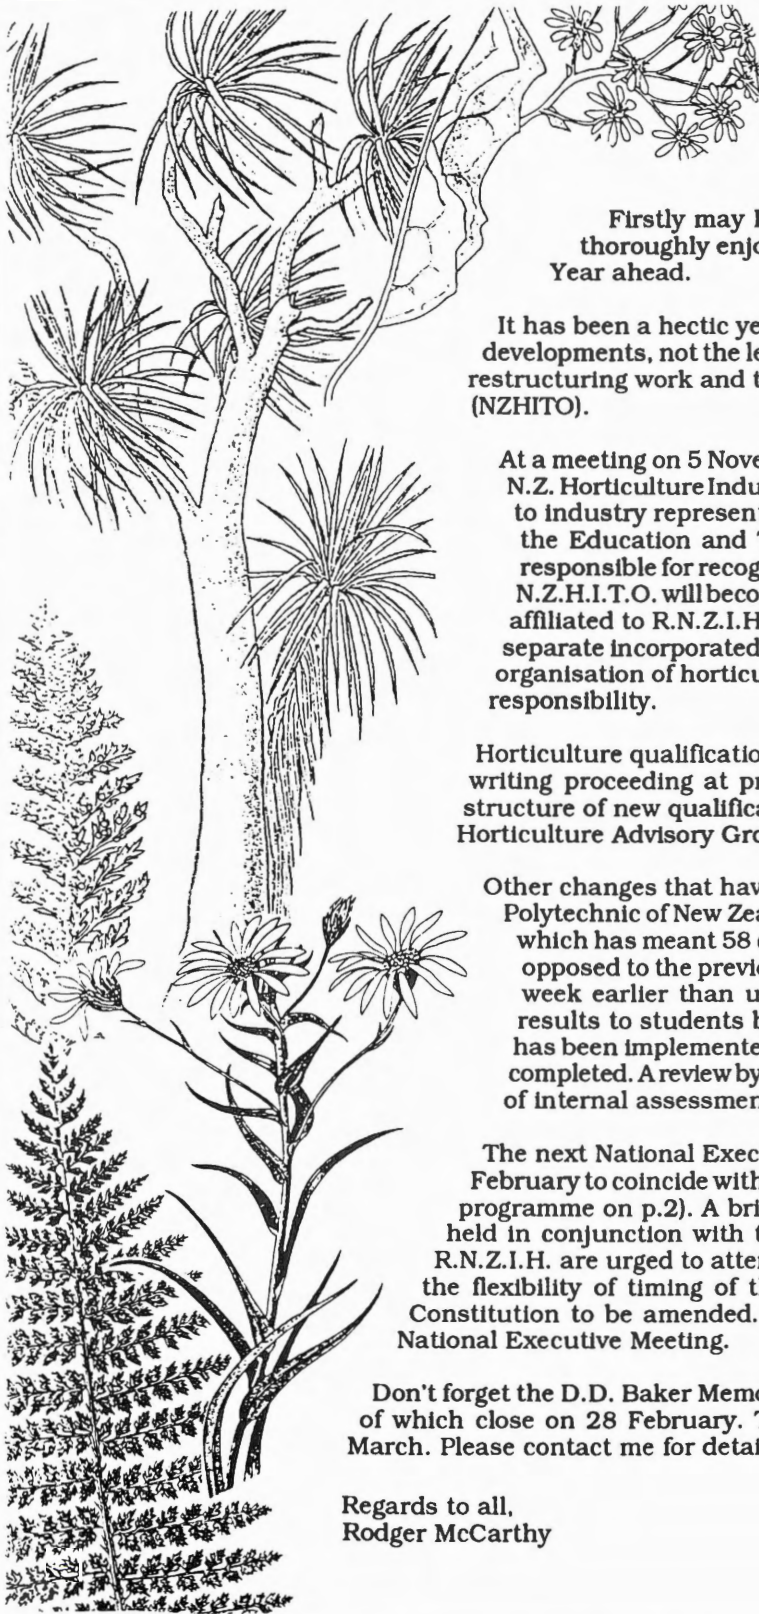 Firstly may I
thoroughly enjo
Year ahead.
It has been a hectic ye
developments, not the le
restructuring work and t
(NZHITO).
At a meeting on 5 Nove
N.Z. Horticulture Indu
to industry represen
the Education and T
responsible for recog
N.Z.H.I.T.O. will beco
affiliated to R.N.Z.I.H
separate incorporated
organisation of horticu
responsibility.
Horticulture qualificatio
writing proceeding at pr
structure of new qualifica
Horticulture Advisory Gro
Other changes that hav
Polytechnic of New Zea
which has meant 58
opposed to the previo
week earlier than u
results to students b
has been implemente
completed. A review by
of internal assessmen
The next National Exec
February to coincide with
programme on p.2). A bri
held in conjunction with t
R.N.Z.I.H. are urged to atte
the flexibility of timing of t
Constitution to be amended.
National Executive Meeting.
Don't forget the D.D. Baker Memo
of which close on 28 February. T
March. Please contact me for detai
Regards to all,
Rodger McCarthy